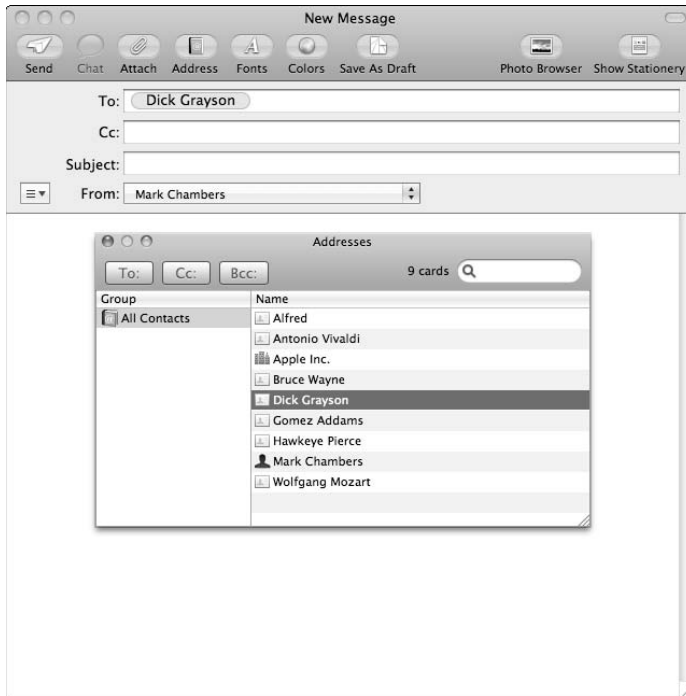 New Message
Send Chat Attach Address Fonts Colors Save As Draft Photo Browser Show Stationery
To: Dick Grayson
Cc:
Subject:
From: Mark Chambers
Addresses
To: Cc: Bcc: 9 cards
Group Name
All Contacts Alfred
Antonio Vivaldi
Apple Inc.
Bruce Wayne
Dick Grayson
Gomez Addams
Hawkeye Pierce
Mark Chambers
Wolfgang Mozart